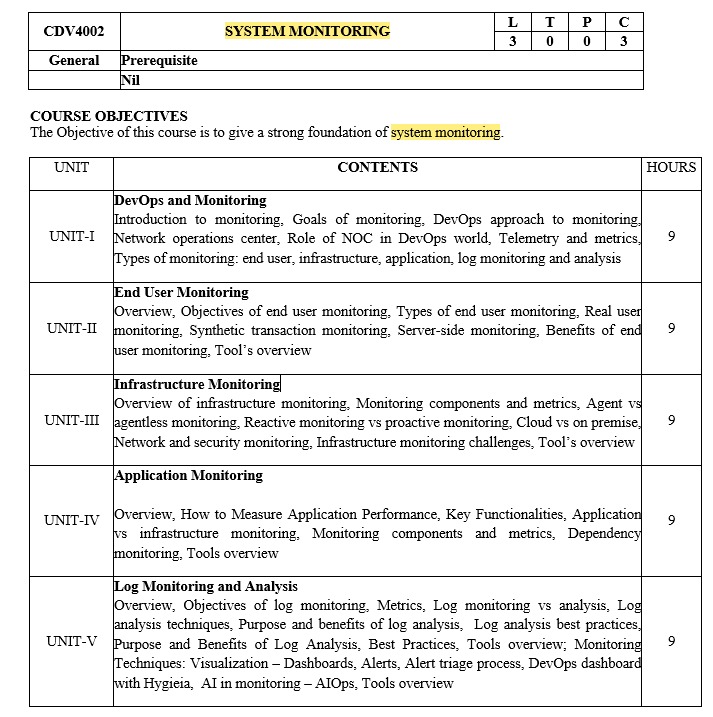 CDV4002 SYSTEM MONITORING L T P C
3 0 0 3
General Prerequisite
Nil
COURSE OBJECTIVES
The Objective of this course is to give a strong foundation of system monitoring.
UNIT CONTENTS HOURS
DevOps and Monitoring
Introduction to monitoring, Goals of monitoring, DevOps approach to monitoring,
UNIT-I Network operations center, Role of NOC in DevOps world, Telemetry and metrics, 9
Types of monitoring: end user, infrastructure, application, log monitoring and analysis
End User Monitoring
Overview, Objectives of end user monitoring, Types of end user monitoring, Real user
UNIT-II monitoring, Synthetic transaction monitoring, Server-side monitoring, Benefits of end 9
user monitoring, Tool’s overview
Infrastructure Monitoring
Overview of infrastructure monitoring, Monitoring components and metrics, Agent vs
UNIT-III agentless monitoring, Reactive monitoring vs proactive monitoring, Cloud vs on premise, 9
Network and security monitoring, Infrastructure monitoring challenges, Tool’s overview
Application Monitoring
Overview, How to Measure Application Performance, Key Functionalities, Application
UNIT-IV vs infrastructure monitoring, Monitoring components and metrics, Dependency 9
monitoring, Tools overview
Log Monitoring and Analysis
Overview, Objectives of log monitoring, Metrics, Log monitoring vs analysis, Log
analysis techniques, Purpose and benefits of log analysis, Log analysis best practices,
UNIT-V Purpose and Benefits of Log Analysis, Best Practices, Tools overview; Monitoring 9
Techniques: Visualization – Dashboards, Alerts, Alert triage process, DevOps dashboard
with Hygieia, AI in monitoring – AIOps, Tools overview